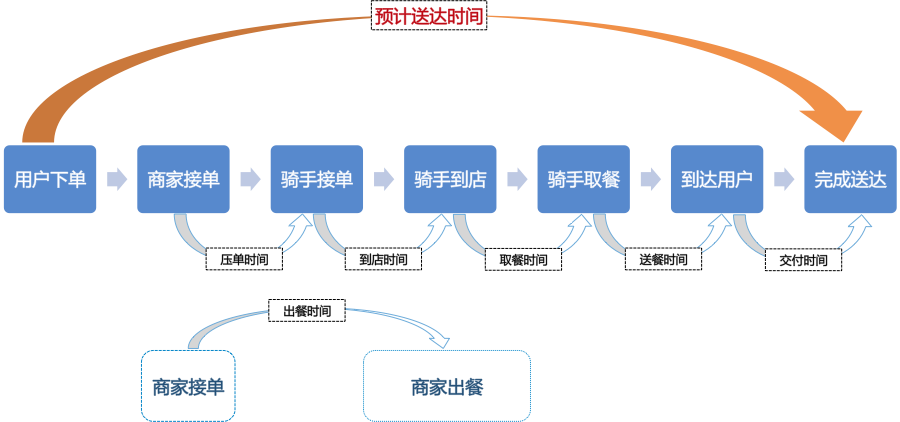 预计送达时间
用户下单
商家接单
骑手接单
骑手到店
骑手取餐
到达用户
完成送达
压单时间
到店时间
取餐时间
送餐时间
交付时间
出餐时间
商家接单
商家出餐